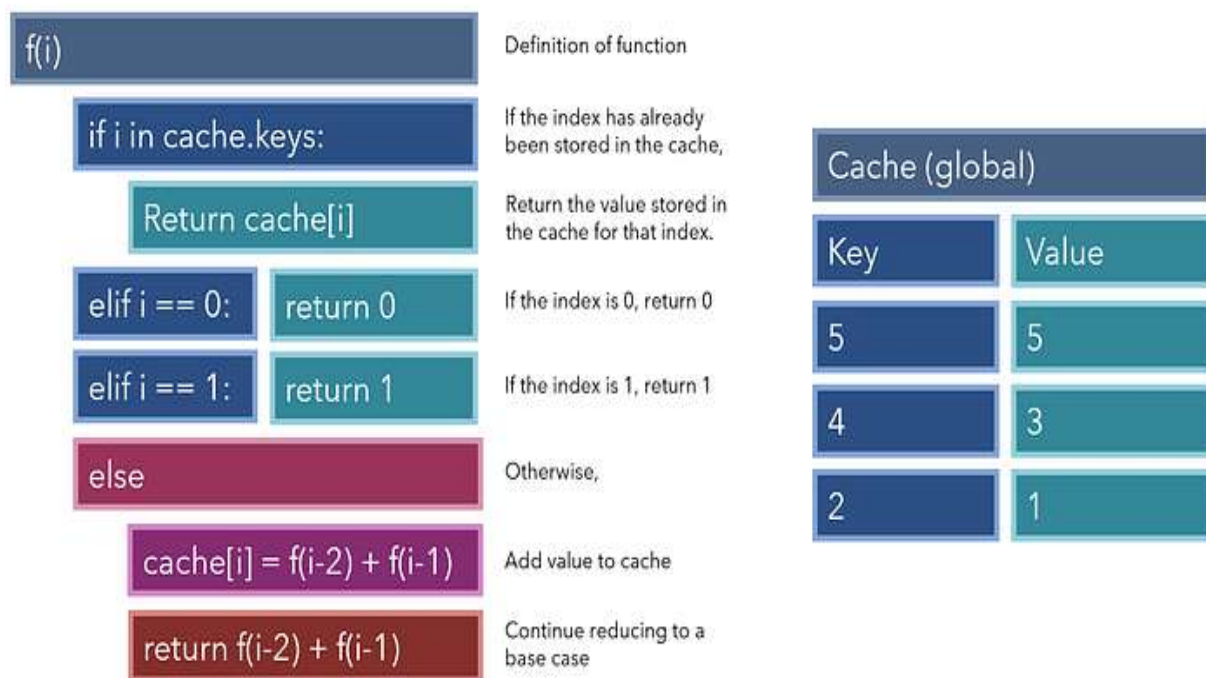 f(i)
Definition of function
if i in cache.keys:
If the index has already
been stored in the cache,
Return cache[i]
Return the value stored in
the cache for that index.
elif i == 0:
return 0
If the index is 0, return 0
elif i == 1:
return 1
If the index is 1, return 1
else
Otherwise,
cache[i] = f(i-2) + f(i-1)
Add value to cache
return f(i-2) + f(i-1)
Continue reducing to a
base case
Cache (global)
Key
Value
5
5
4
3
2
1